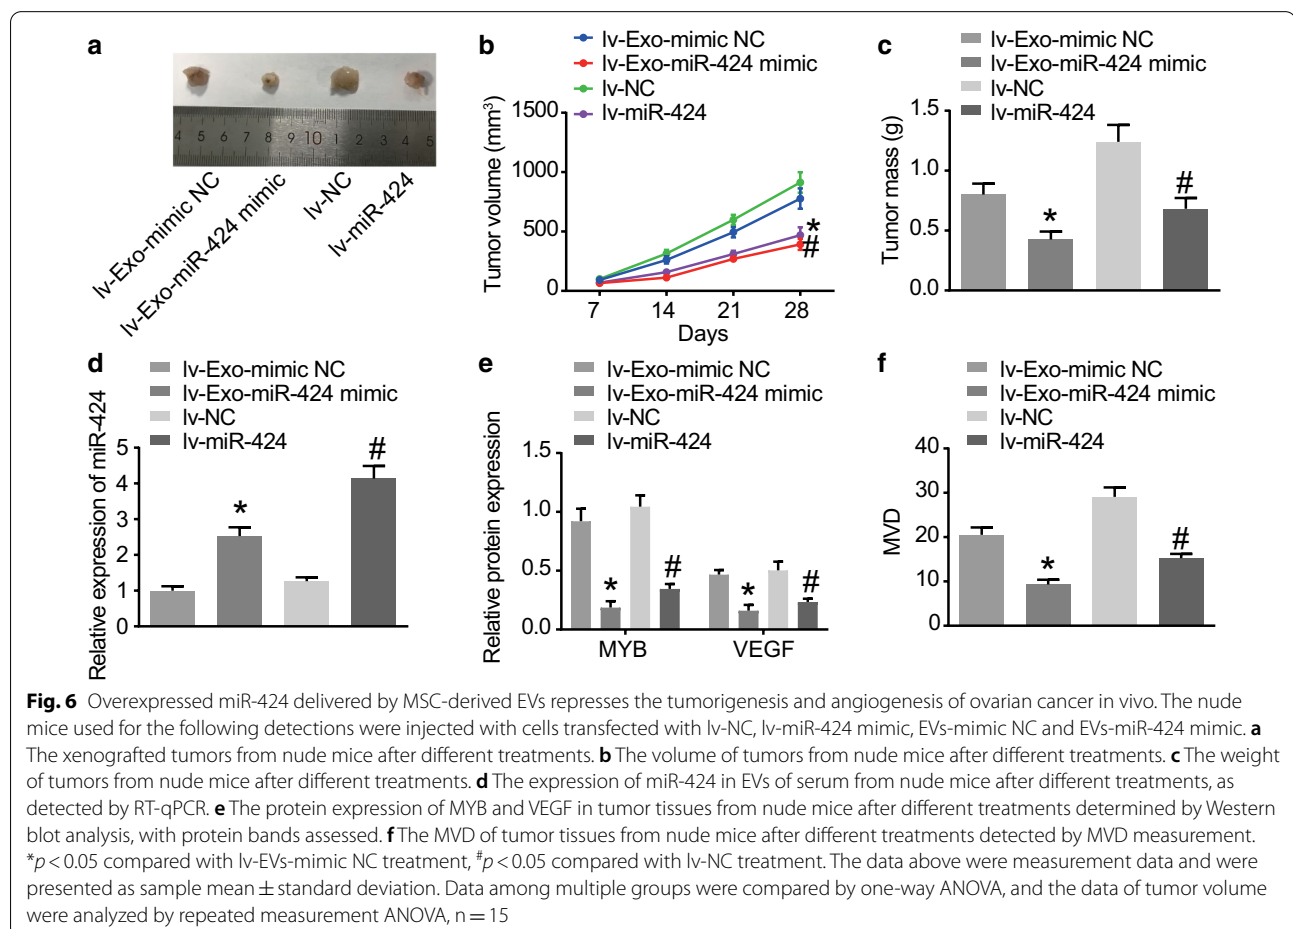 a
4 5 6 7 8 9 10 1 2 3 4 5
lv-Exo-mimic NC
lv-Exo-miR-424 mimic
lv-NC
lv-miR-424
b
lv-Exo-mimic NC
lv-Exo-miR-424 mimic
lv-NC
lv-miR-424
Tumor volume (mm³)
1500
1000
500
0
*
#
7 14 21 28
Days
c
lv-Exo-mimic NC
lv-Exo-miR-424 mimic
lv-NC
lv-miR-424
Tumor mass (g)
1.5
1.0
0.5
0.0
*
#
d
lv-Exo-mimic NC
lv-Exo-miR-424 mimic
lv-NC
lv-miR-424
Relative expression of miR-424
5
4
3
2
1
0
*
#
e
lv-Exo-mimic NC
lv-Exo-miR-424 mimic
lv-NC
lv-miR-424
Relative protein expression
1.5
1.0
0.5
0.0
* # * #
MYB VEGF
f
lv-Exo-mimic NC
lv-Exo-miR-424 mimic
lv-NC
lv-miR-424
MVD
40
30
20
10
0
*
#
Fig. 6 Overexpressed miR-424 delivered by MSC-derived EVs represses the tumorigenesis and angiogenesis of ovarian cancer in vivo. The nude
mice used for the following detections were injected with cells transfected with lv-NC, lv-miR-424 mimic, EVs-mimic NC and EVs-miR-424 mimic. a
The xenografted tumors from nude mice after different treatments. b The volume of tumors from nude mice after different treatments. c The weight
of tumors from nude mice after different treatments. d The expression of miR-424 in EVs of serum from nude mice after different treatments, as
detected by RT-qPCR. e The protein expression of MYB and VEGF in tumor tissues from nude mice after different treatments determined by Western
blot analysis, with protein bands assessed. f The MVD of tumor tissues from nude mice after different treatments detected by MVD measurement.
*p < 0.05 compared with lv-EVs-mimic NC treatment, #p < 0.05 compared with lv-NC treatment. The data above were measurement data and were
presented as sample mean ± standard deviation. Data among multiple groups were compared by one-way ANOVA, and the data of tumor volume
were analyzed by repeated measurement ANOVA, n = 15